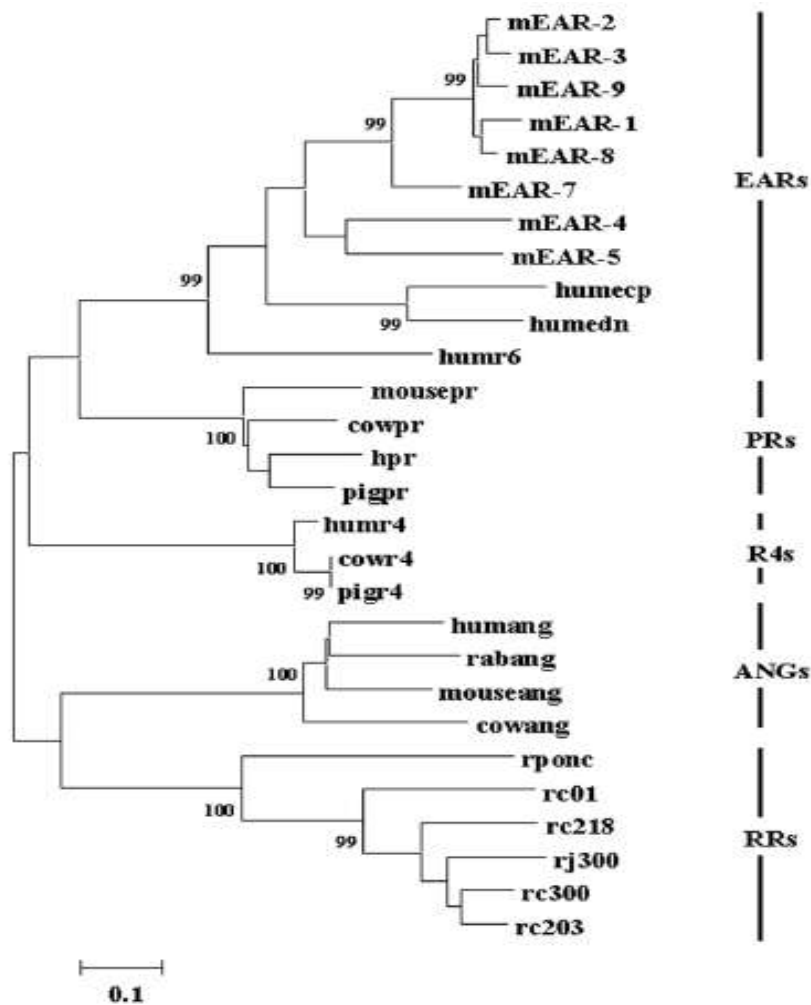 mEAR-2
mEAR-3
99
mEAR-9
mEAR-1
99
mEAR-8
EARs
mEAR-7
mEAR-4
mEAR-5
99
humecp
99
humedn
humr6
mousepr
cowpr
100
PRs
hpr
pigpr
humr4
cowr4
R4s
100
99
pigr4
humang
rabang
100
ANGs
mouseang
cowang
rponc
rc01
100
rc218
99
RRs
rj300
rc300
rc203
0.1